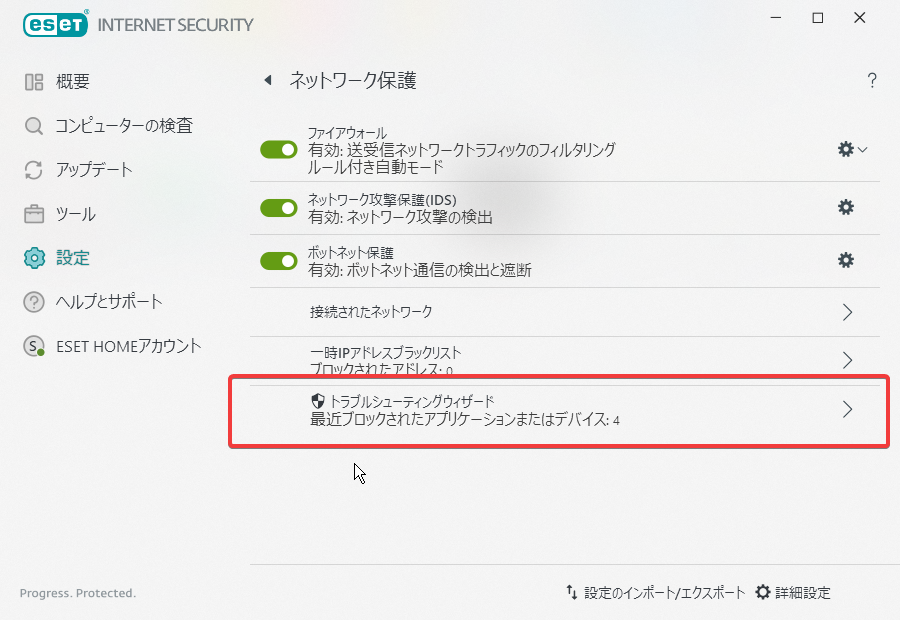 eset® INTERNET SECURITY
概要
コンピューターの検査
アップデート
ツール
設定
ヘルプとサポート
S ESET HOMEアカウント
ネットワーク保護
?
ファイアウォール
有効: 送受信ネットワークトラフィックのフィルタリング
ルール付き自動モード
ネットワーク攻撃保護(IDS)
有効: ネットワーク攻撃の検出
ボットネット保護
有効: ボットネット通信の検出と遮断
接続されたネットワーク
一時IPアドレスブラックリスト
ブロックされたアドレス: 0
トラブルシューティングウィザード
最近ブロックされたアプリケーションまたはデバイス: 4
Progress. Protected.
設定のインポート/エクスポート
詳細設定